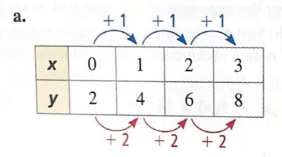 a.
+ 1 + 1 + 1
x 0 1 2 3
y 2 4 6 8
+ 2 + 2 + 2